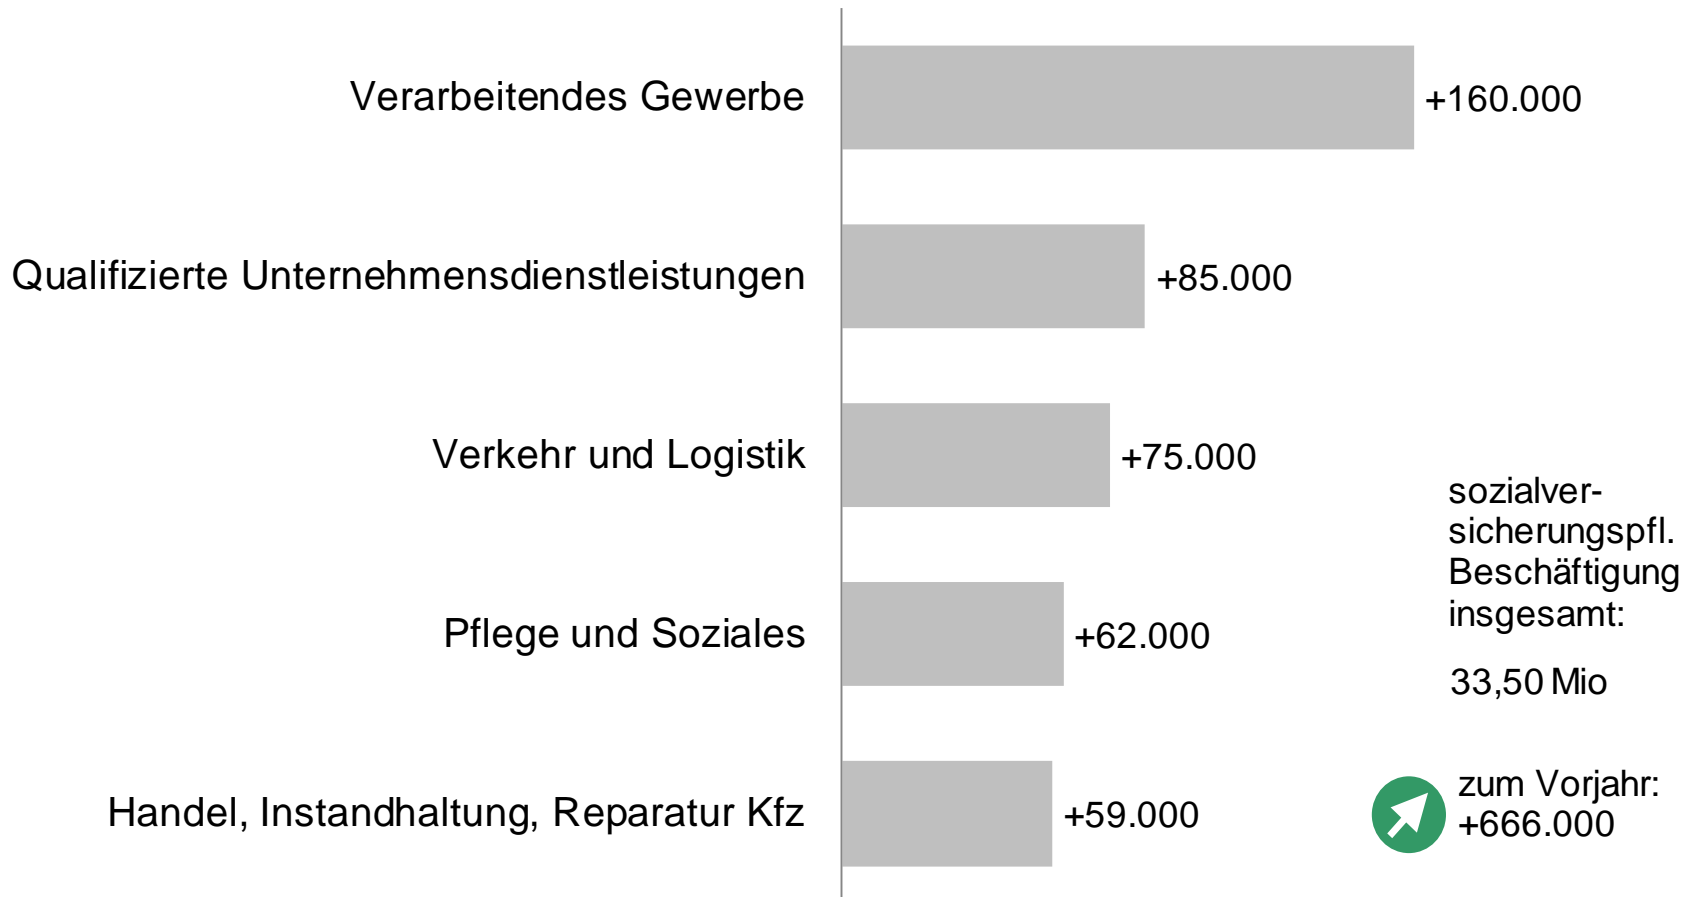 Verarbeitendes Gewerbe
+160.000
Qualifizierte Unternehmensdienstleistungen
+85.000
Verkehr und Logistik
+75.000
Pflege und Soziales
+62.000
Handel, Instandhaltung, Reparatur Kfz
+59.000
sozialver-
sicherungspfl.
Beschäftigung
insgesamt:
33,50 Mio
zum Vorjahr:
+666.000